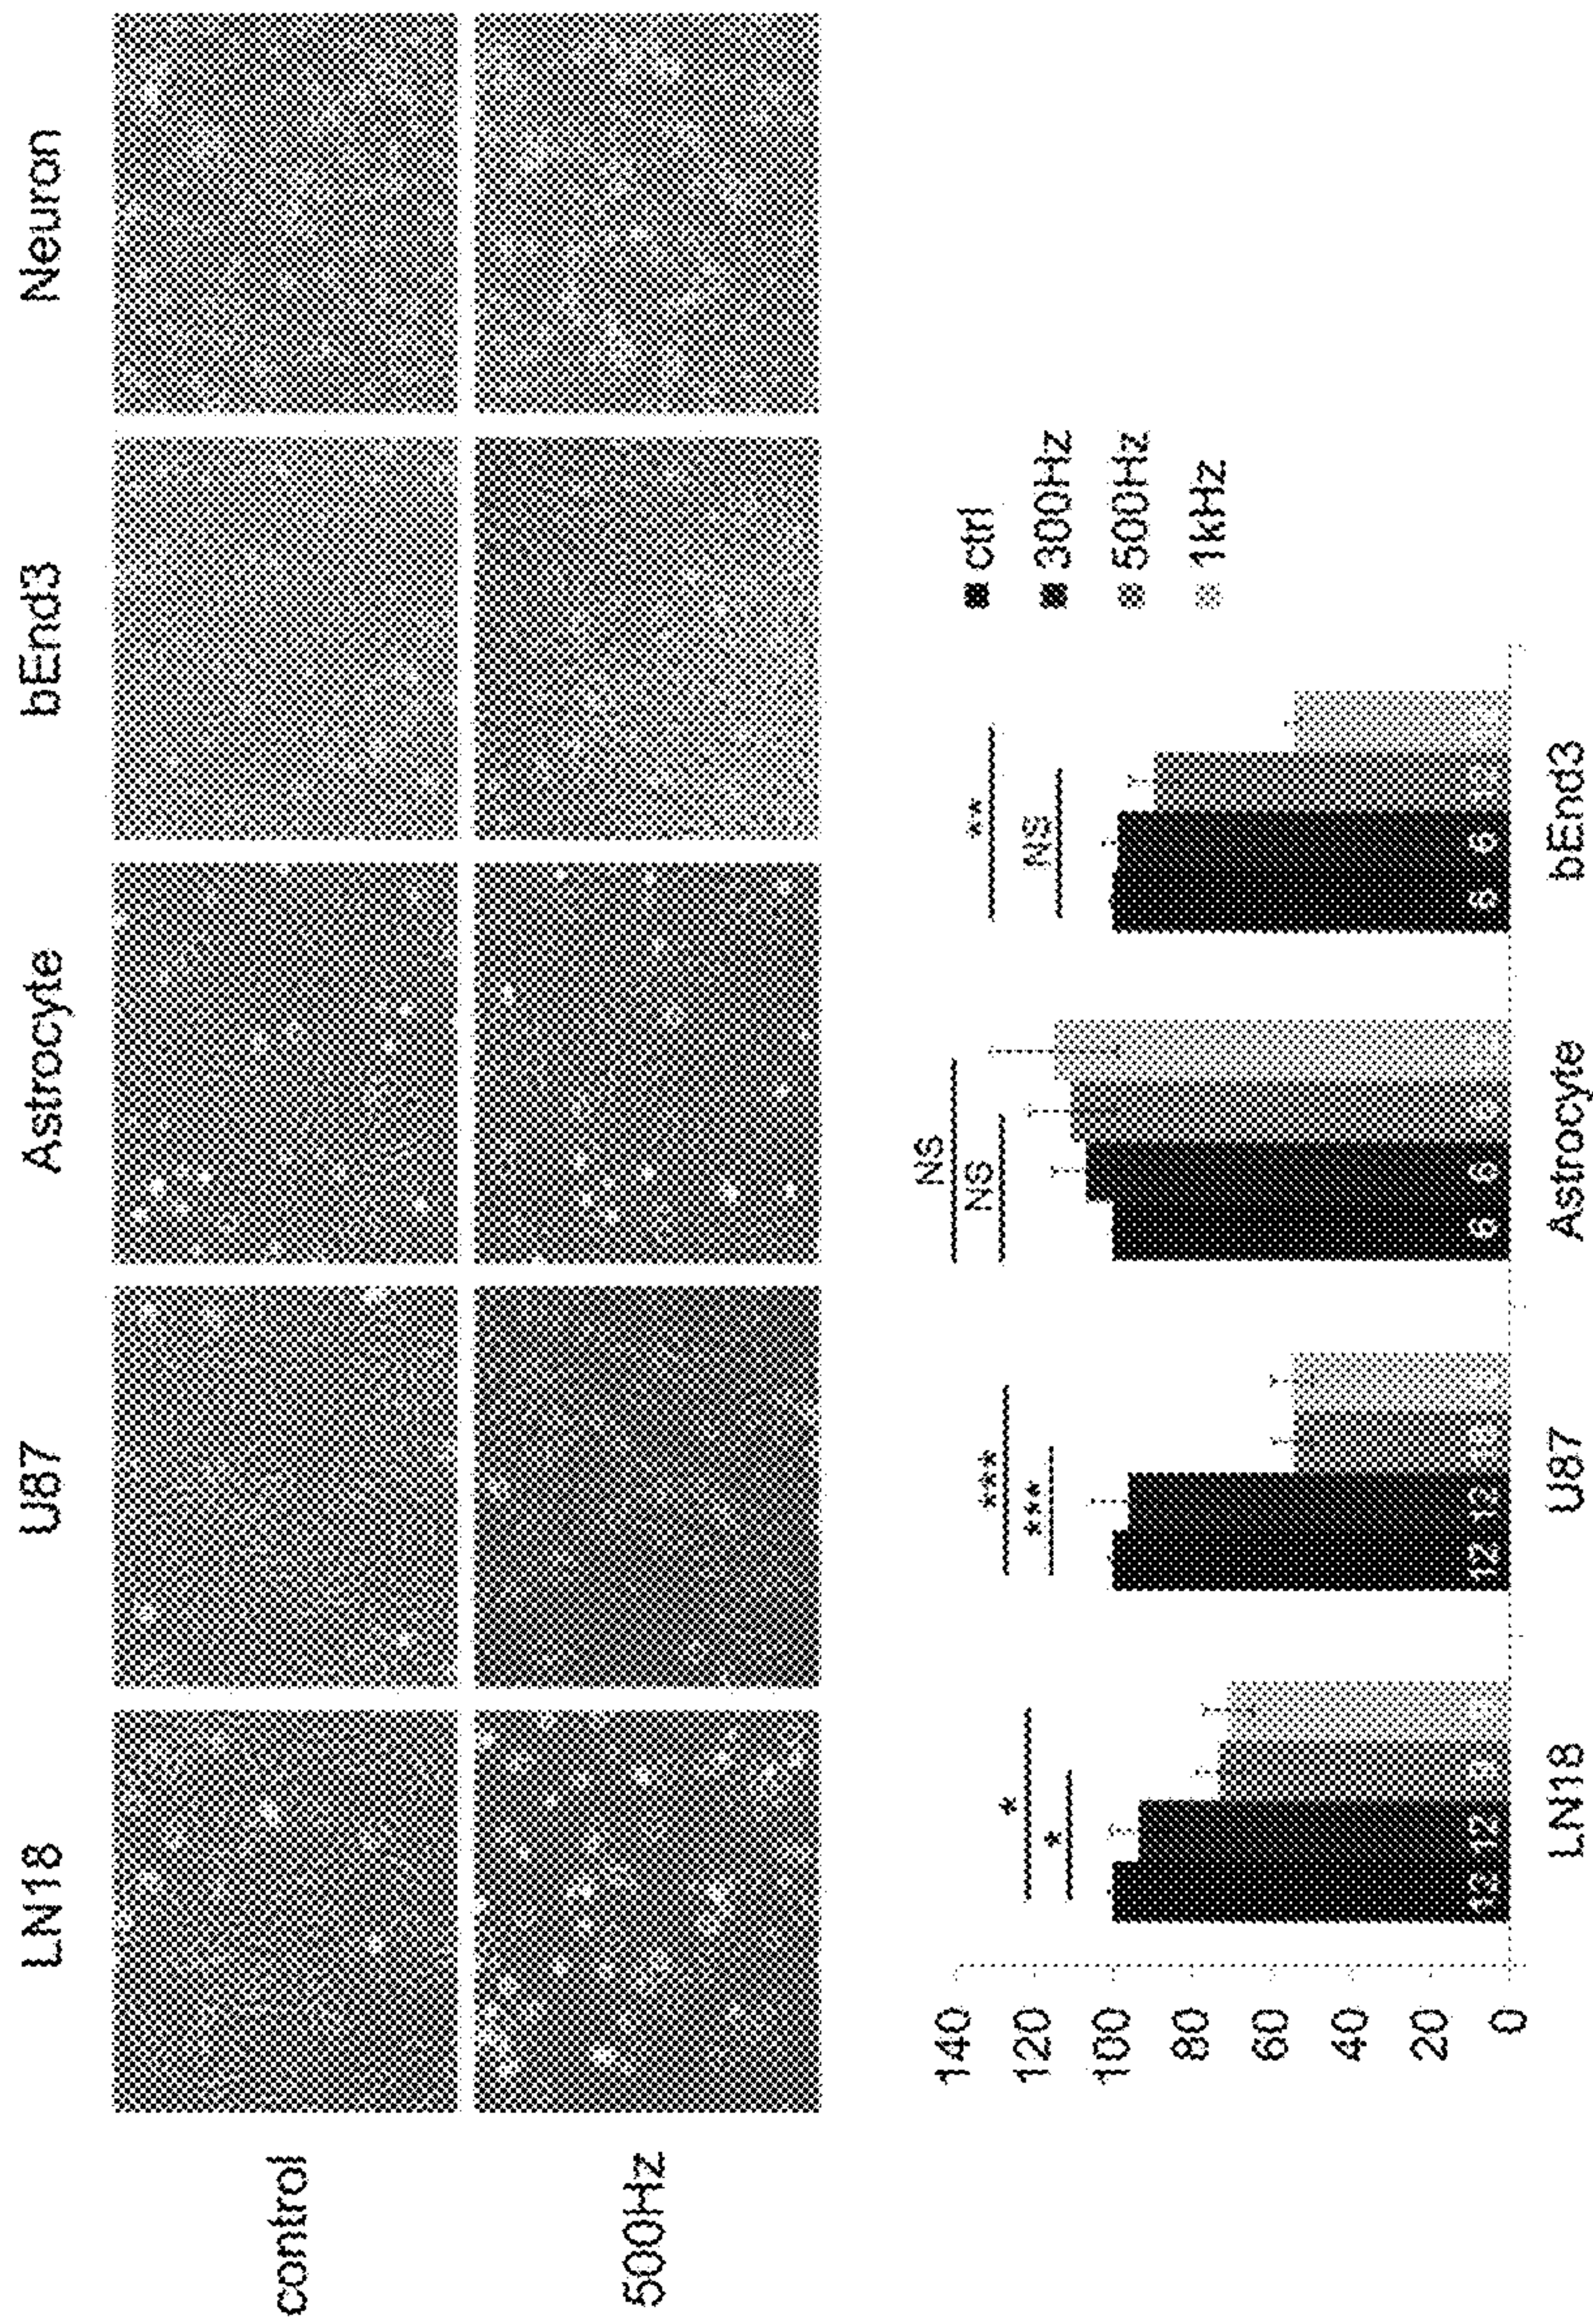 LN18 U87 Astrocyte bEnd3 Neuron
control
500Hz
NS
*** NS **
* *** NS
*
140
120
100
80
60
40
20
0
ctrl
300Hz
500Hz
1kHz
12 12 12 6 6 6 6
LN18 U87 Astrocyte bEnd3